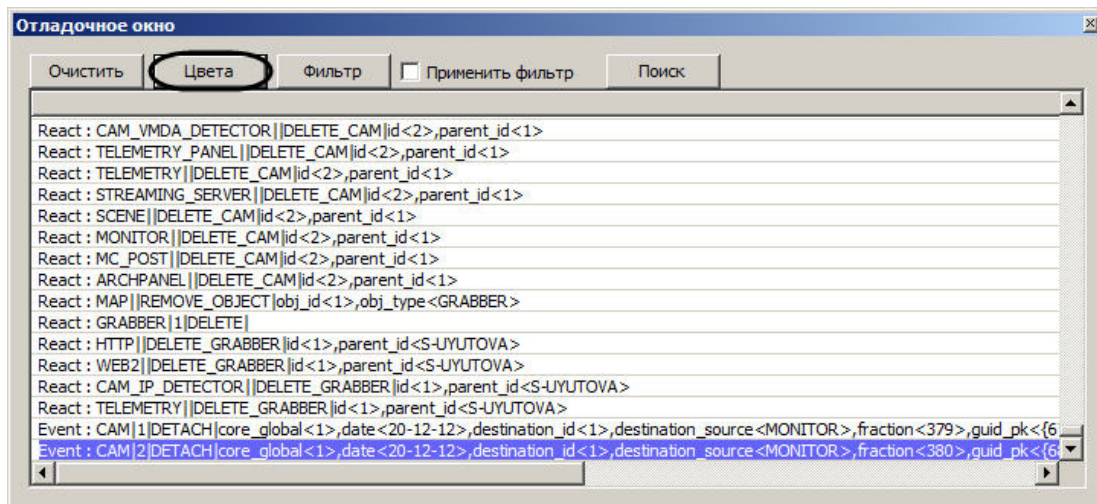 Отладочное окно
Очистить Цвета Фильтр Применить фильтр Поиск
React : CAM_VMDA_DETECTOR||DELETE_CAM|id<2>,parent_id<1>
React : TELEMETRY_PANEL||DELETE_CAM|id<2>,parent_id<1>
React : TELEMETRY||DELETE_CAM|id<2>,parent_id<1>
React : STREAMING_SERVER||DELETE_CAM|id<2>,parent_id<1>
React : SCENE||DELETE_CAM|id<2>,parent_id<1>
React : MONITOR||DELETE_CAM|id<2>,parent_id<1>
React : MC_POST||DELETE_CAM|id<2>,parent_id<1>
React : ARCHPANEL||DELETE_CAM|id<2>,parent_id<1>
React : MAP||REMOVE_OBJECT|obj_id<1>,obj_type<GRABBER>
React : GRABBER|1|DELETE|
React : HTTP||DELETE_GRABBER|id<1>,parent_id<S-UYUTOVA>
React : WEB2||DELETE_GRABBER|id<1>,parent_id<S-UYUTOVA>
React : CAM_IP_DETECTOR||DELETE_GRABBER|id<1>,parent_id<S-UYUTOVA>
React : TELEMETRY||DELETE_GRABBER|id<1>,parent_id<S-UYUTOVA>
Event : CAM|1|DETACH|core_global<1>,date<20-12-12>,destination_id<1>,destination_source<MONITOR>,fraction<379>,guid_pk<{6
Event : CAM|2|DETACH|core_global<1>,date<20-12-12>,destination_id<1>,destination_source<MONITOR>,fraction<380>,guid_pk<{6